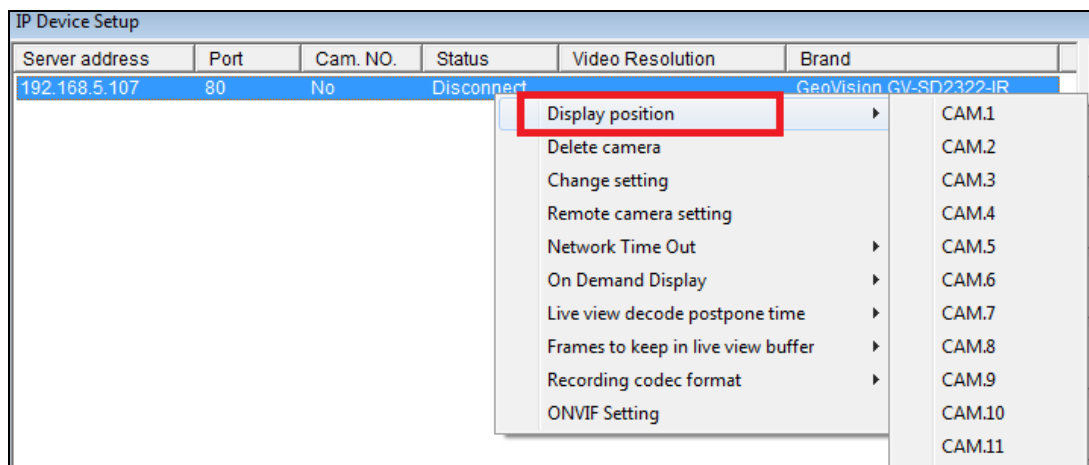 IP Device Setup
Server address Port Cam. NO. Status Video Resolution Brand
192.168.5.107 80 No Disconnect GeoVision GV-SD2322-IR
Display position CAM.1
Delete camera CAM.2
Change setting CAM.3
Remote camera setting CAM.4
Network Time Out CAM.5
On Demand Display CAM.6
Live view decode postpone time CAM.7
Frames to keep in live view buffer CAM.8
Recording codec format CAM.9
ONVIF Setting CAM.10
CAM.11